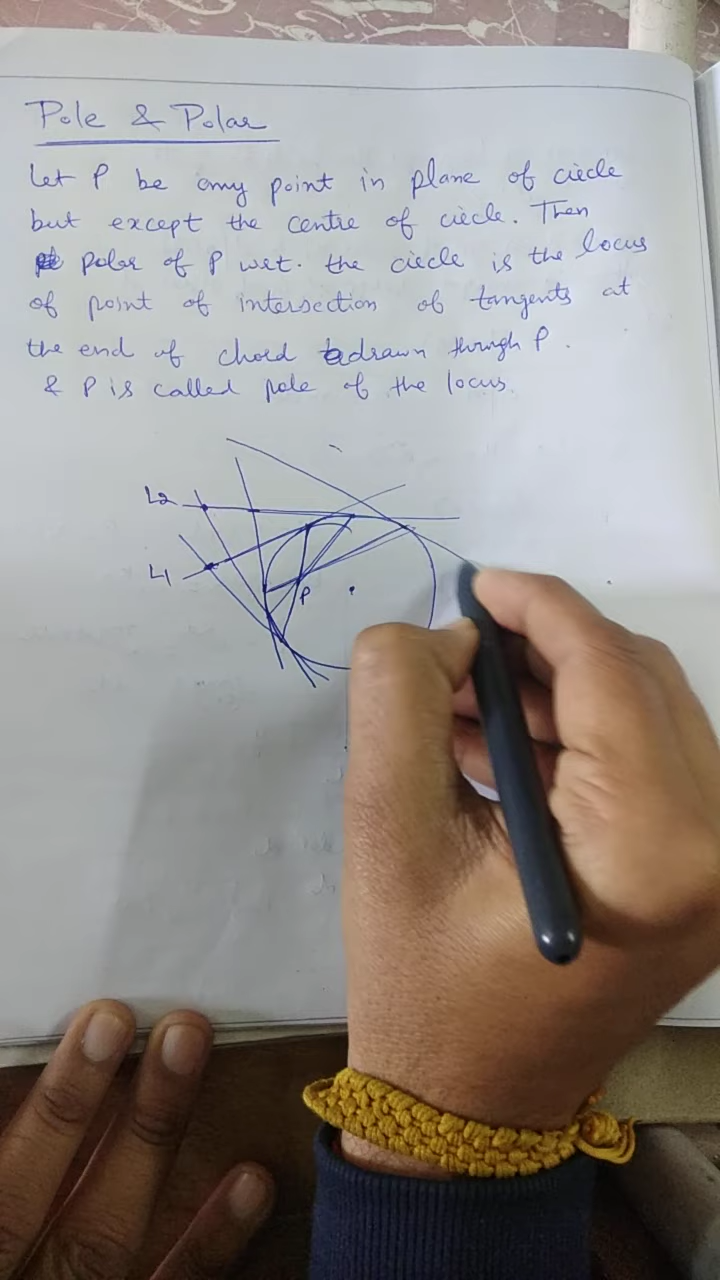 Pole & Polar
Let P be any point in plane of circle
but except the centre of circle. Then
polar of P wrt. the circle is the locus
of point of intersection of tangents at
the end of chord drawn through P.
& P is called pole of the locus.
L2
L1
P